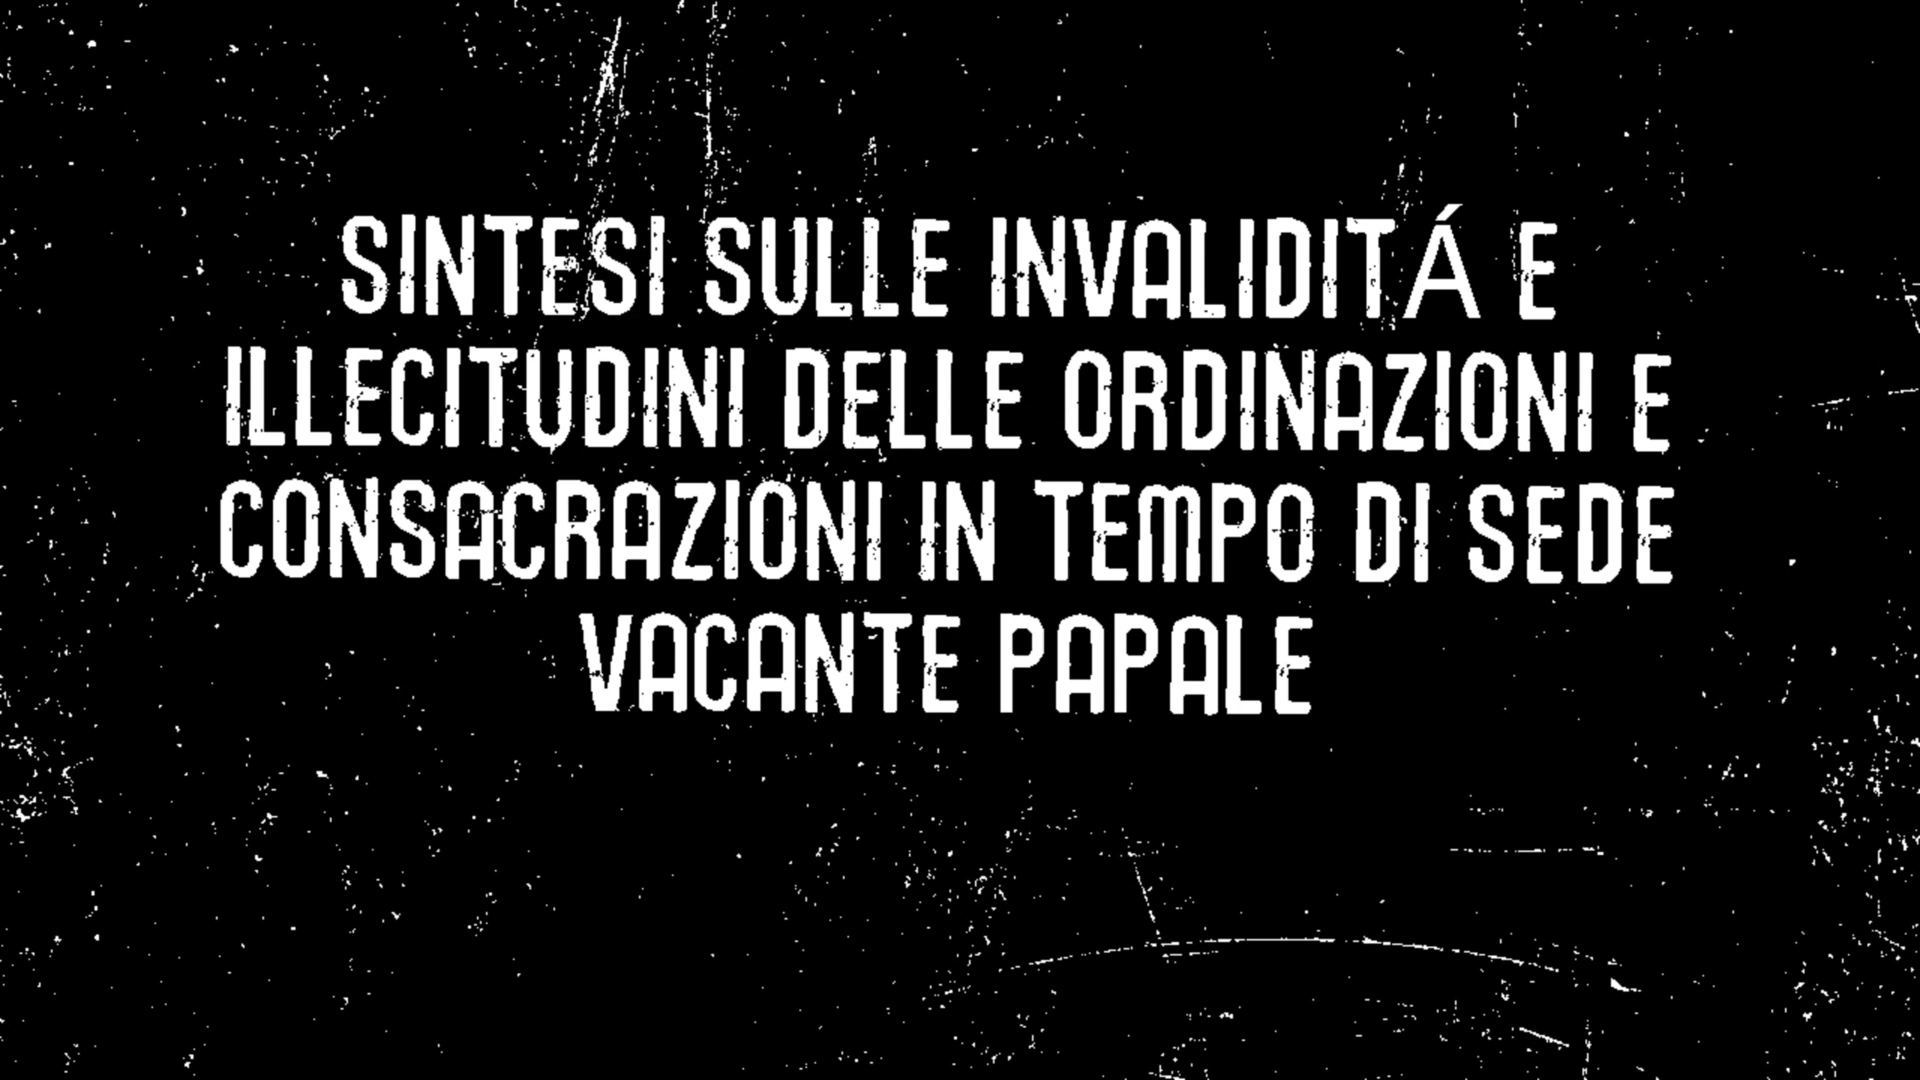 SINTESI SULLE INVALIDITÁ E
ILLECITUDINI DELLE ORDINAZIONI E
CONSACRAZIONI IN TEMPO DI SEDE
VACANTE PAPALE